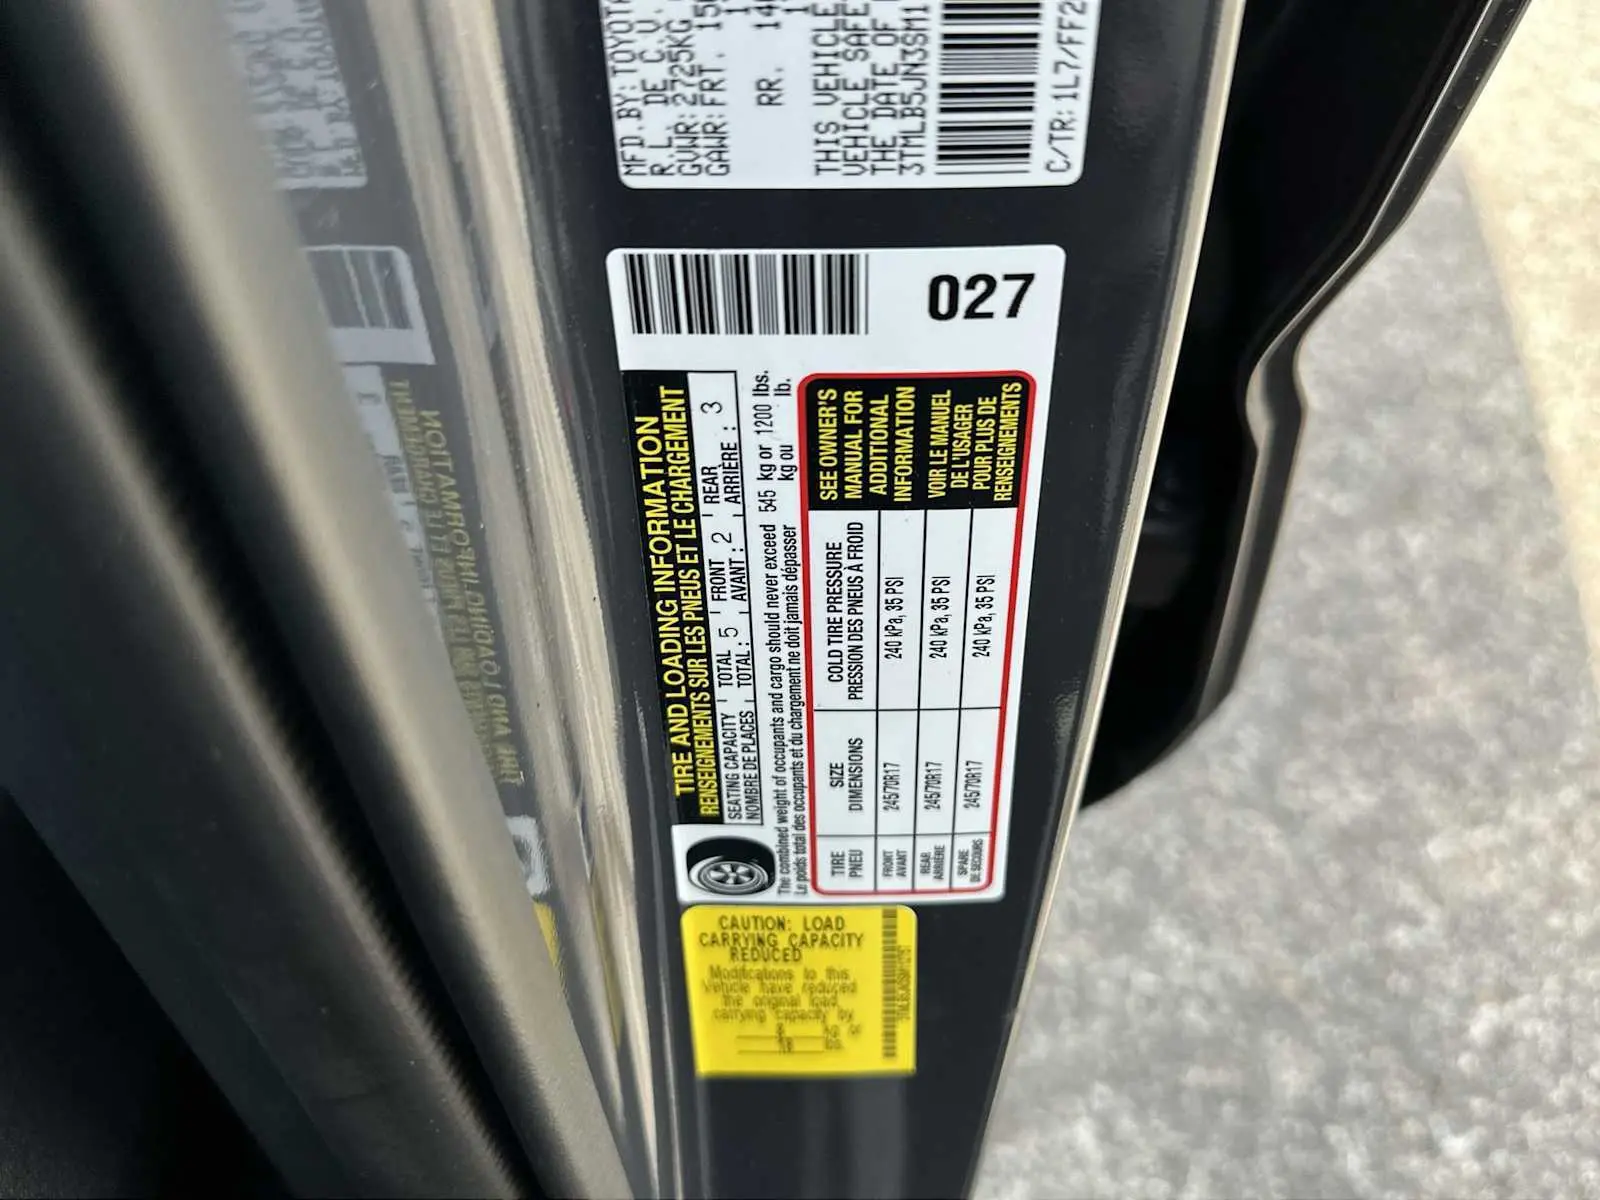 MFD.BY:TOYOTA
R.L. DE C.V.
GVWR:2725KG
GAWR:FRT.
RR.
THIS VEHICLE
VEHICLE SAFE
THE DATE OF
3TMLB5JN3SM1
C/TR:1L7/FF2
027
TIRE AND LOADING INFORMATION
RENSEIGNEMENTS SUR LES PNEUS ET LE CHARGEMENT
SEATING CAPACITY TOTAL 5 FRONT 2 REAR 3
NOMBRE DE PLACES TOTAL: AVANT: ARRIÈRE :
The combined weight of occupants and cargo should never exceed 545 kg or 1200 lbs.
Le poids total des occupants et du chargement ne doit jamais dépasser kg ou lb.
TIRE SIZE COLD TIRE PRESSURE
PNEU DIMENSIONS PRESSION DES PNEUS À FROID
FRONT 245/70R17 240 kPa, 35 PSI
AVANT
REAR 245/70R17 240 kPa, 35 PSI
ARRIÈRE
SPARE 245/70R17 240 kPa, 35 PSI
DE SECOURS
SEE OWNER'S
MANUAL FOR
ADDITIONAL
INFORMATION
VOIR LE MANUEL
DE L'USAGER
POUR PLUS DE
RENSEIGNEMENTS
CAUTION: LOAD
CARRYING CAPACITY
REDUCED
Modifications to this
Vehicle have reduced
the original load
carrying capacity by
8 kg or
18 lbs.